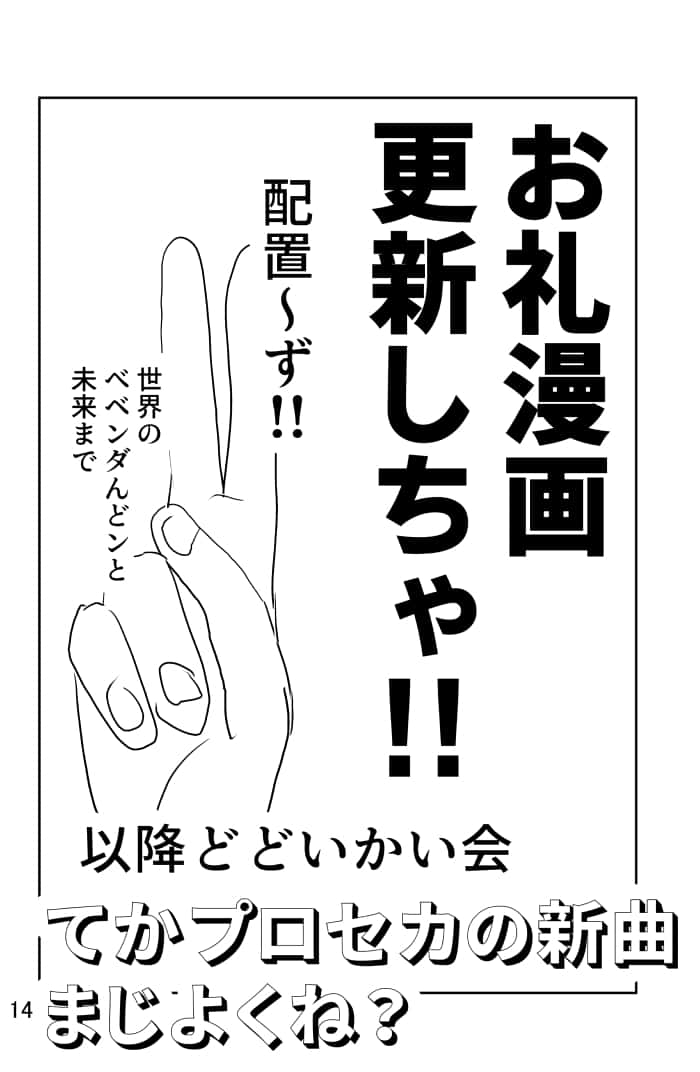 お礼漫画
更新しちゃ!!
配置～ず!!
世界の
ベベンダんどンと
未来まで
以降どどいかい会
てかプロセカの新曲
まじよくね？
14